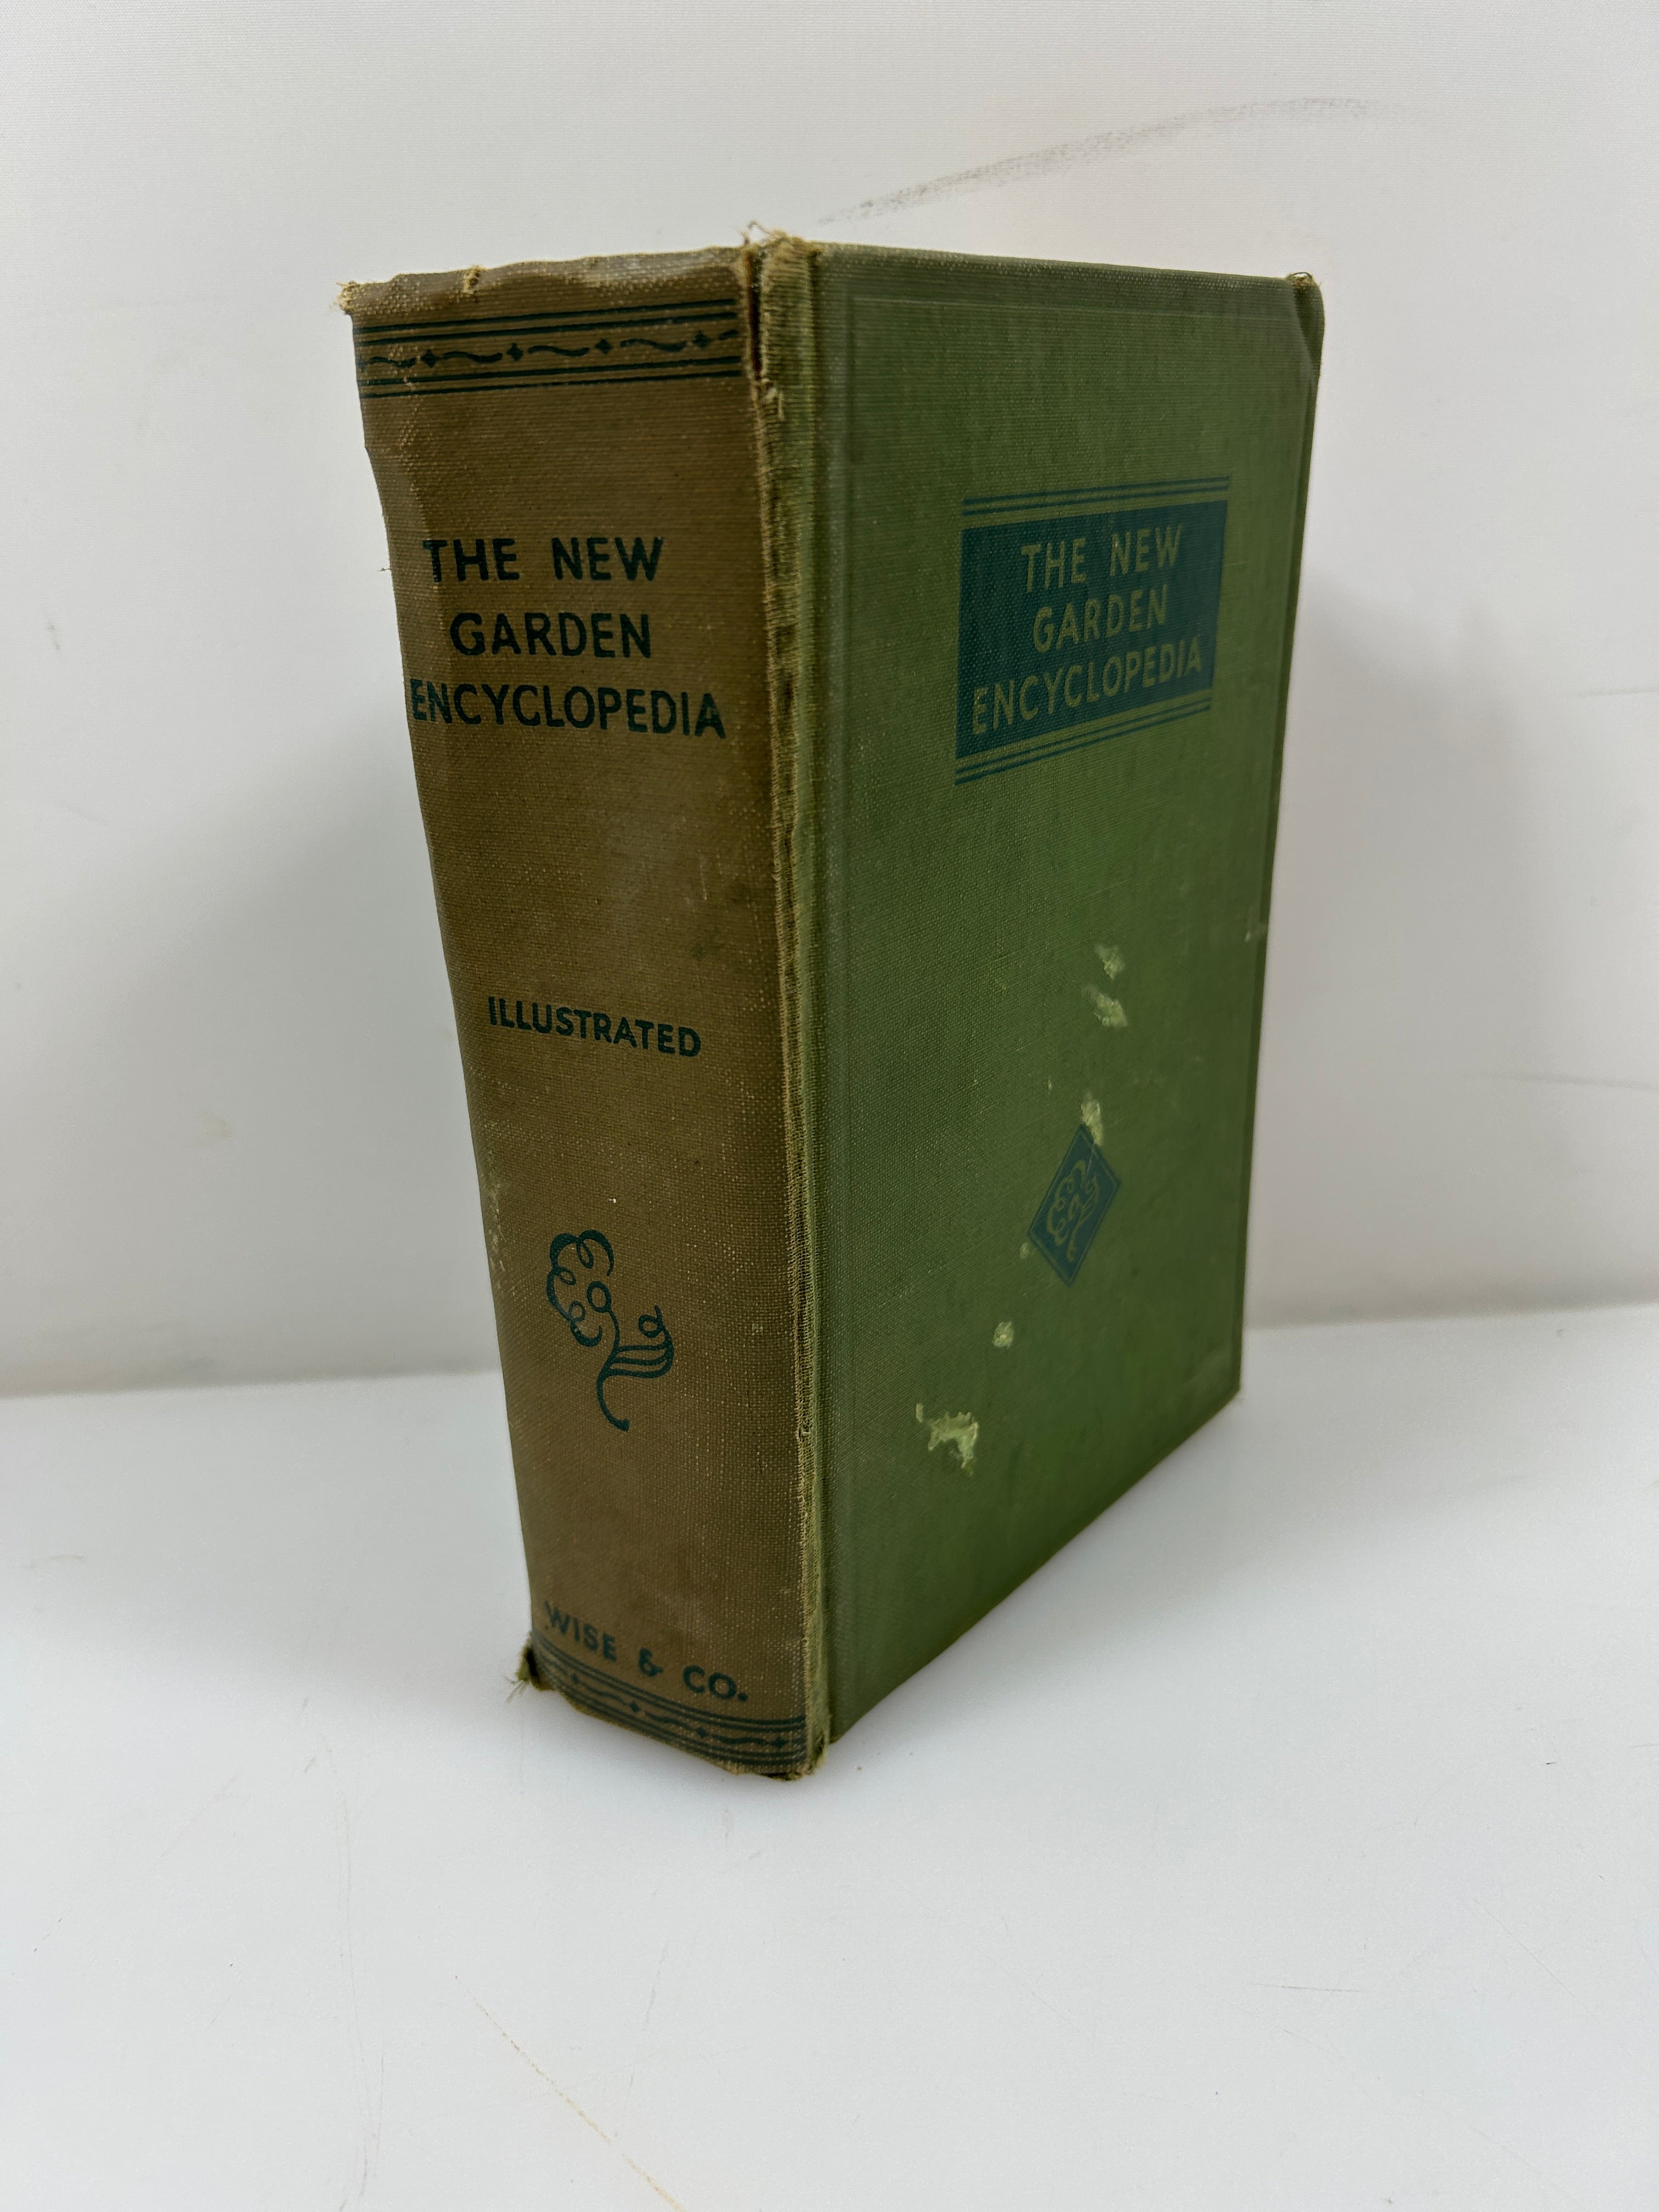 THE NEW
GARDEN
ENCYCLOPEDIA
ILLUSTRATED
WISE & CO.
THE NEW
GARDEN
ENCYCLOPEDIA